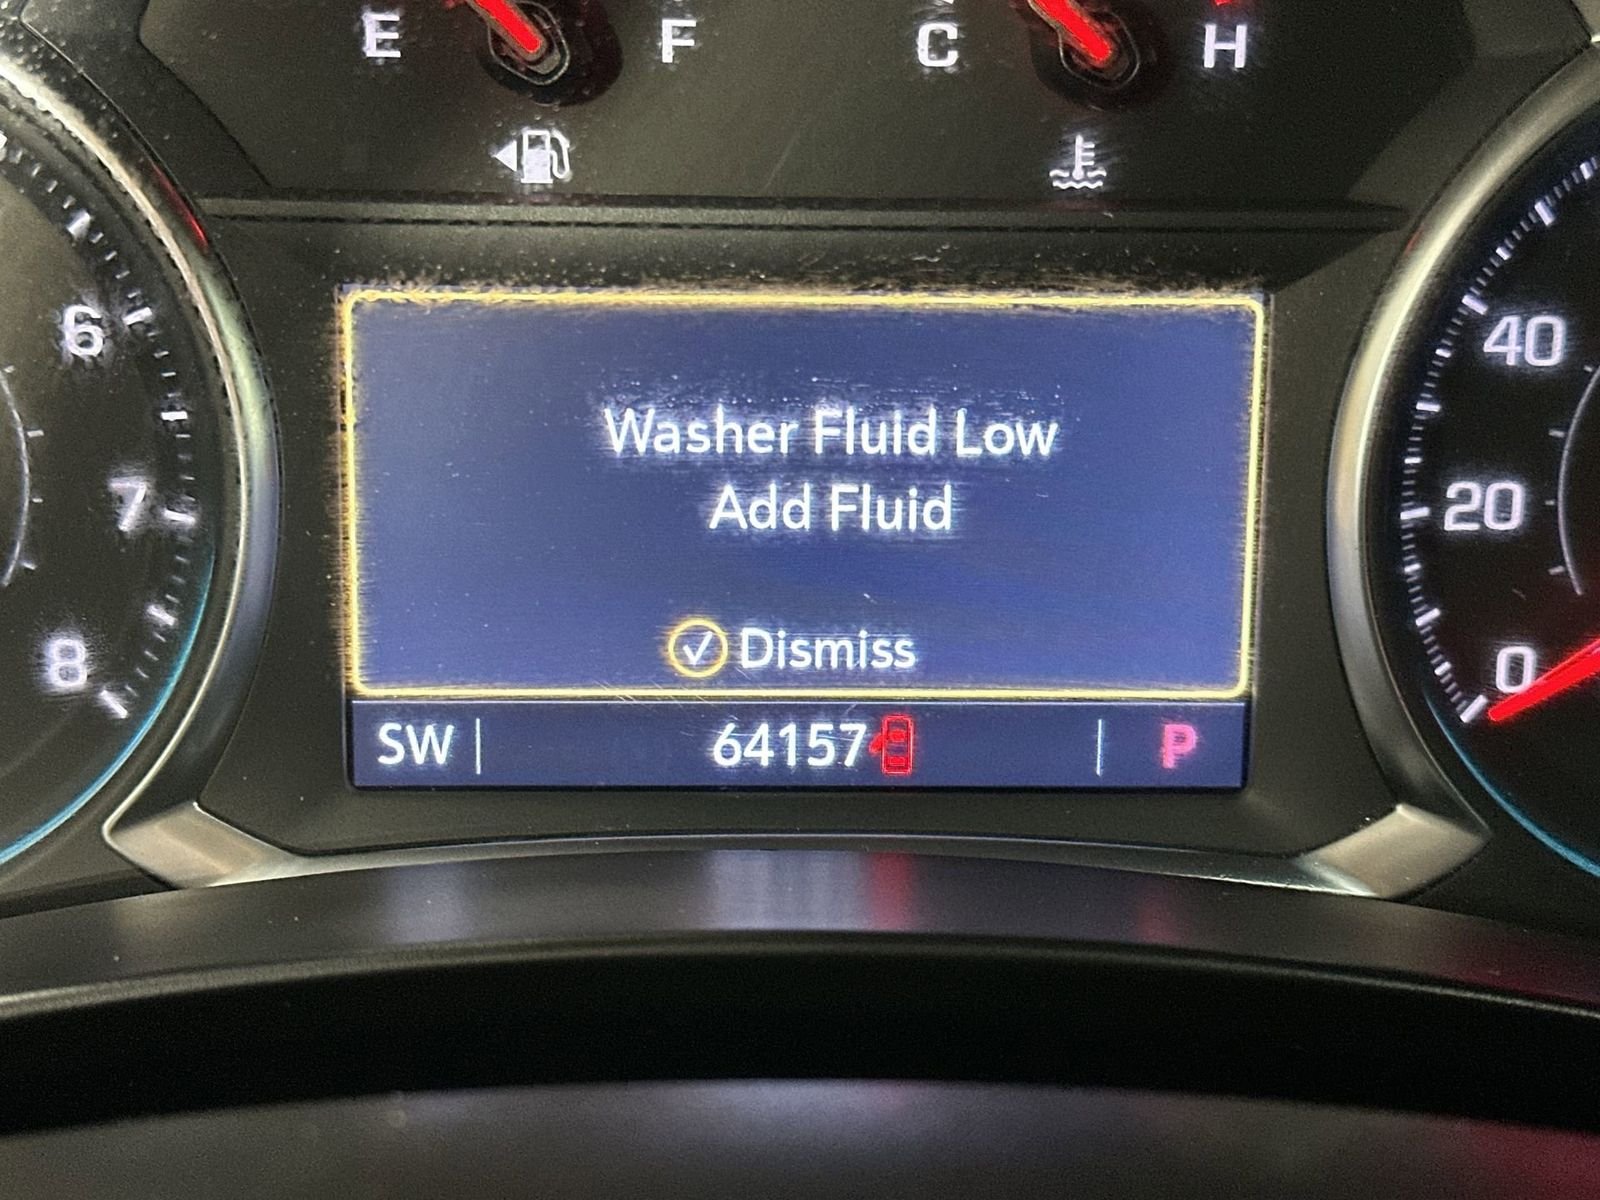 E F
C H
6
7
8
Washer Fluid Low
Add Fluid
Dismiss
SW
64157
P
40
20
0